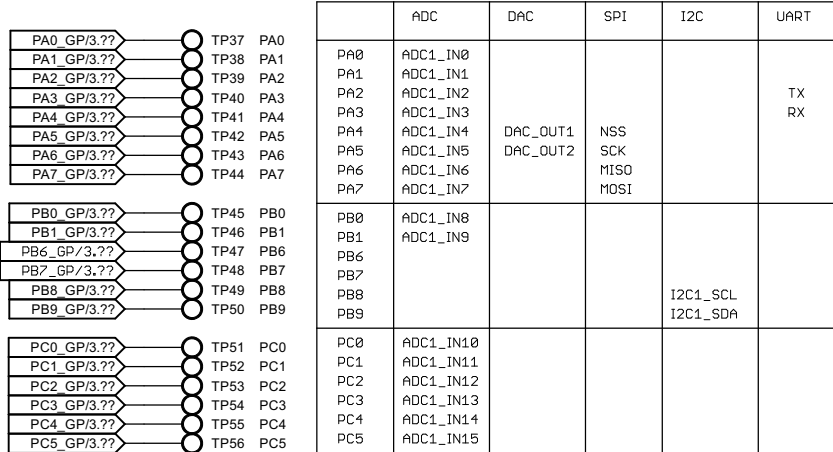 ADC DAC SPI I2C UART
PA0_GP/3.?? TP37 PA0
PA1_GP/3.?? TP38 PA1
PA2_GP/3.?? TP39 PA2
PA3_GP/3.?? TP40 PA3
PA4_GP/3.?? TP41 PA4
PA5_GP/3.?? TP42 PA5
PA6_GP/3.?? TP43 PA6
PA7_GP/3.?? TP44 PA7
PA0 ADC1_IN0
PA1 ADC1_IN1
PA2 ADC1_IN2 TX
PA3 ADC1_IN3 RX
PA4 ADC1_IN4 DAC_OUT1 NSS
PA5 ADC1_IN5 DAC_OUT2 SCK
PA6 ADC1_IN6 MISO
PA7 ADC1_IN7 MOSI
PB0_GP/3.?? TP45 PB0
PB1_GP/3.?? TP46 PB1
PB6_GP/3.?? TP47 PB6
PB7_GP/3.?? TP48 PB7
PB8_GP/3.?? TP49 PB8
PB9_GP/3.?? TP50 PB9
PB0 ADC1_IN8
PB1 ADC1_IN9
PB6
PB7
PB8 I2C1_SCL
PB9 I2C1_SDA
PC0_GP/3.?? TP51 PC0
PC1_GP/3.?? TP52 PC1
PC2_GP/3.?? TP53 PC2
PC3_GP/3.?? TP54 PC3
PC4_GP/3.?? TP55 PC4
PC5_GP/3.?? TP56 PC5
PC0 ADC1_IN10
PC1 ADC1_IN11
PC2 ADC1_IN12
PC3 ADC1_IN13
PC4 ADC1_IN14
PC5 ADC1_IN15